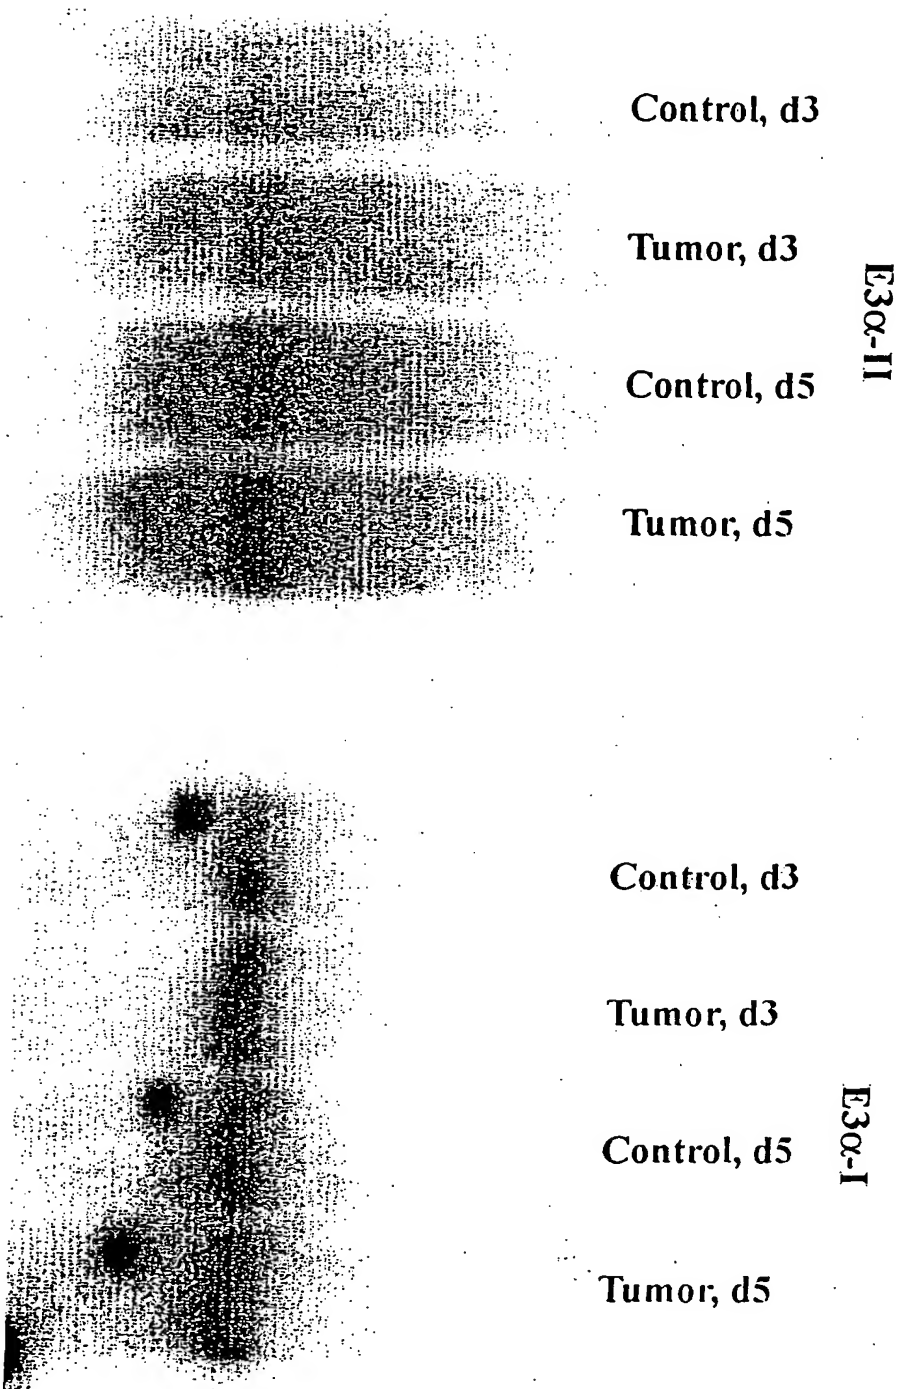 Control, d3
Tumor, d3
Control, d5
Tumor, d5
E3α-II
Control, d3
Tumor, d3
Control, d5
Tumor, d5
E3α-I